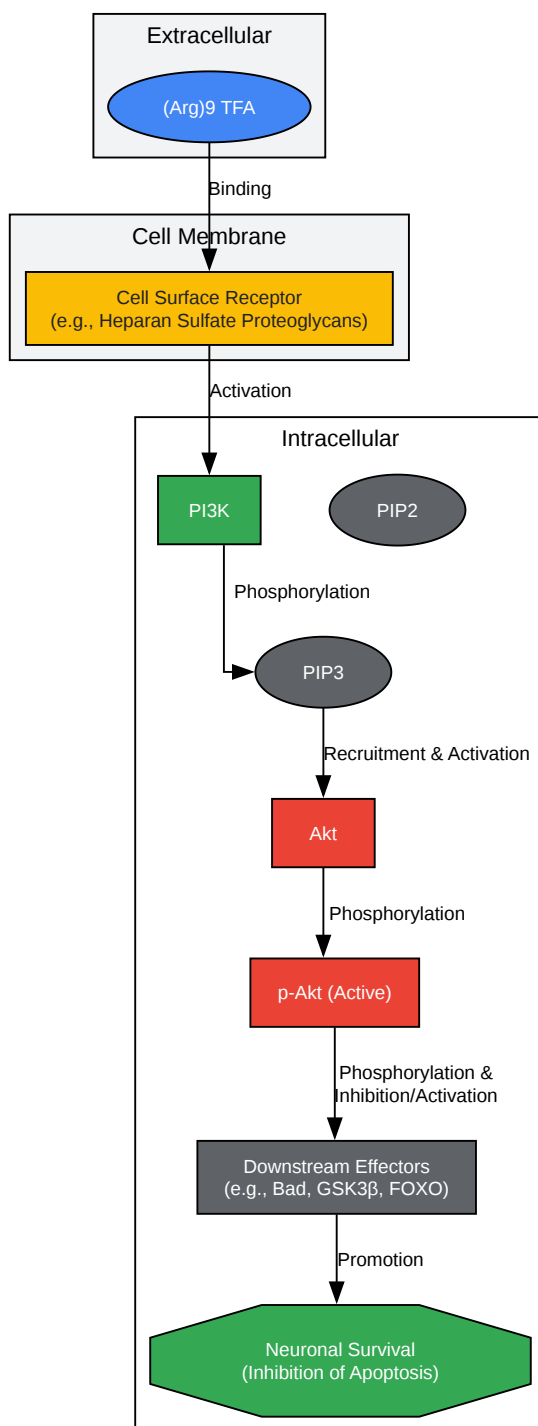 Extracellular
(Arg)9 TFA
Binding
Cell Membrane
Cell Surface Receptor
(e.g., Heparan Sulfate Proteoglycans)
Activation
Intracellular
PI3K
PIP2
Phosphorylation
PIP3
Recruitment & Activation
Akt
Phosphorylation
p-Akt (Active)
Phosphorylation &
Inhibition/Activation
Downstream Effectors
(e.g., Bad, GSK3β, FOXO)
Promotion
Neuronal Survival
(Inhibition of Apoptosis)